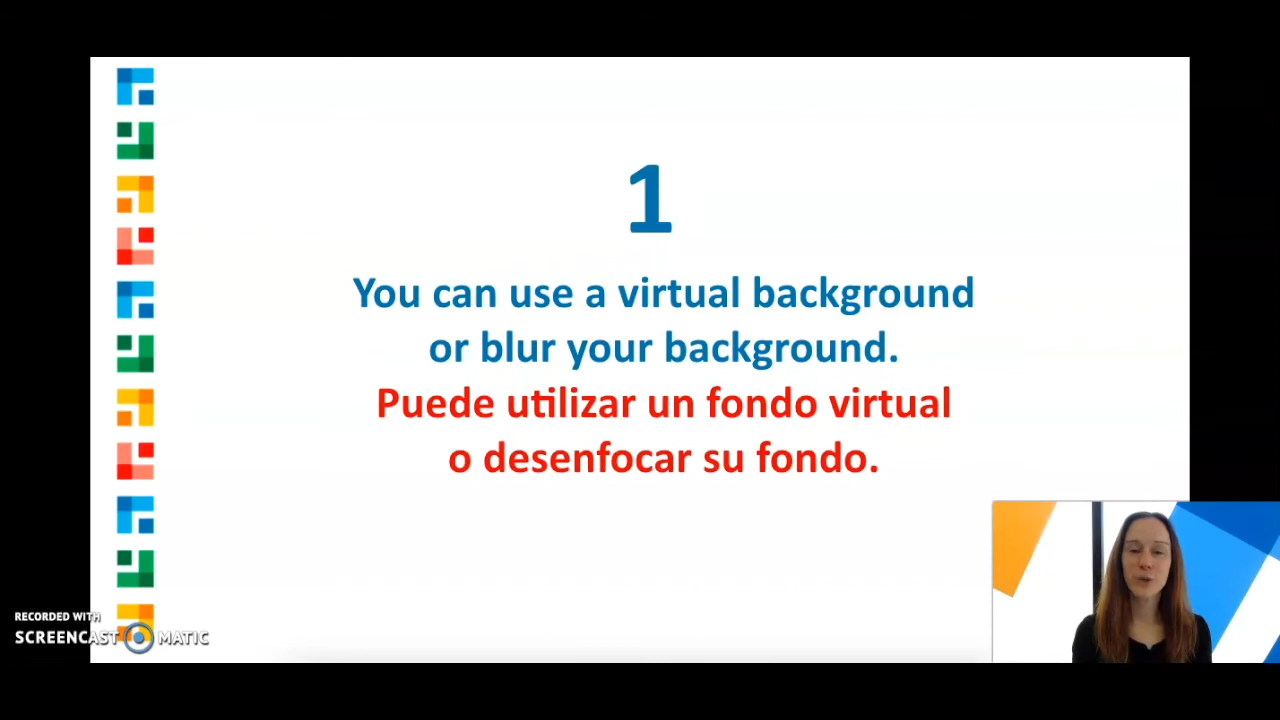 1
You can use a virtual background
or blur your background.
Puede utilizar un fondo virtual
o desenfocar su fondo.
RECORDED WITH
SCREENCAST MATIC